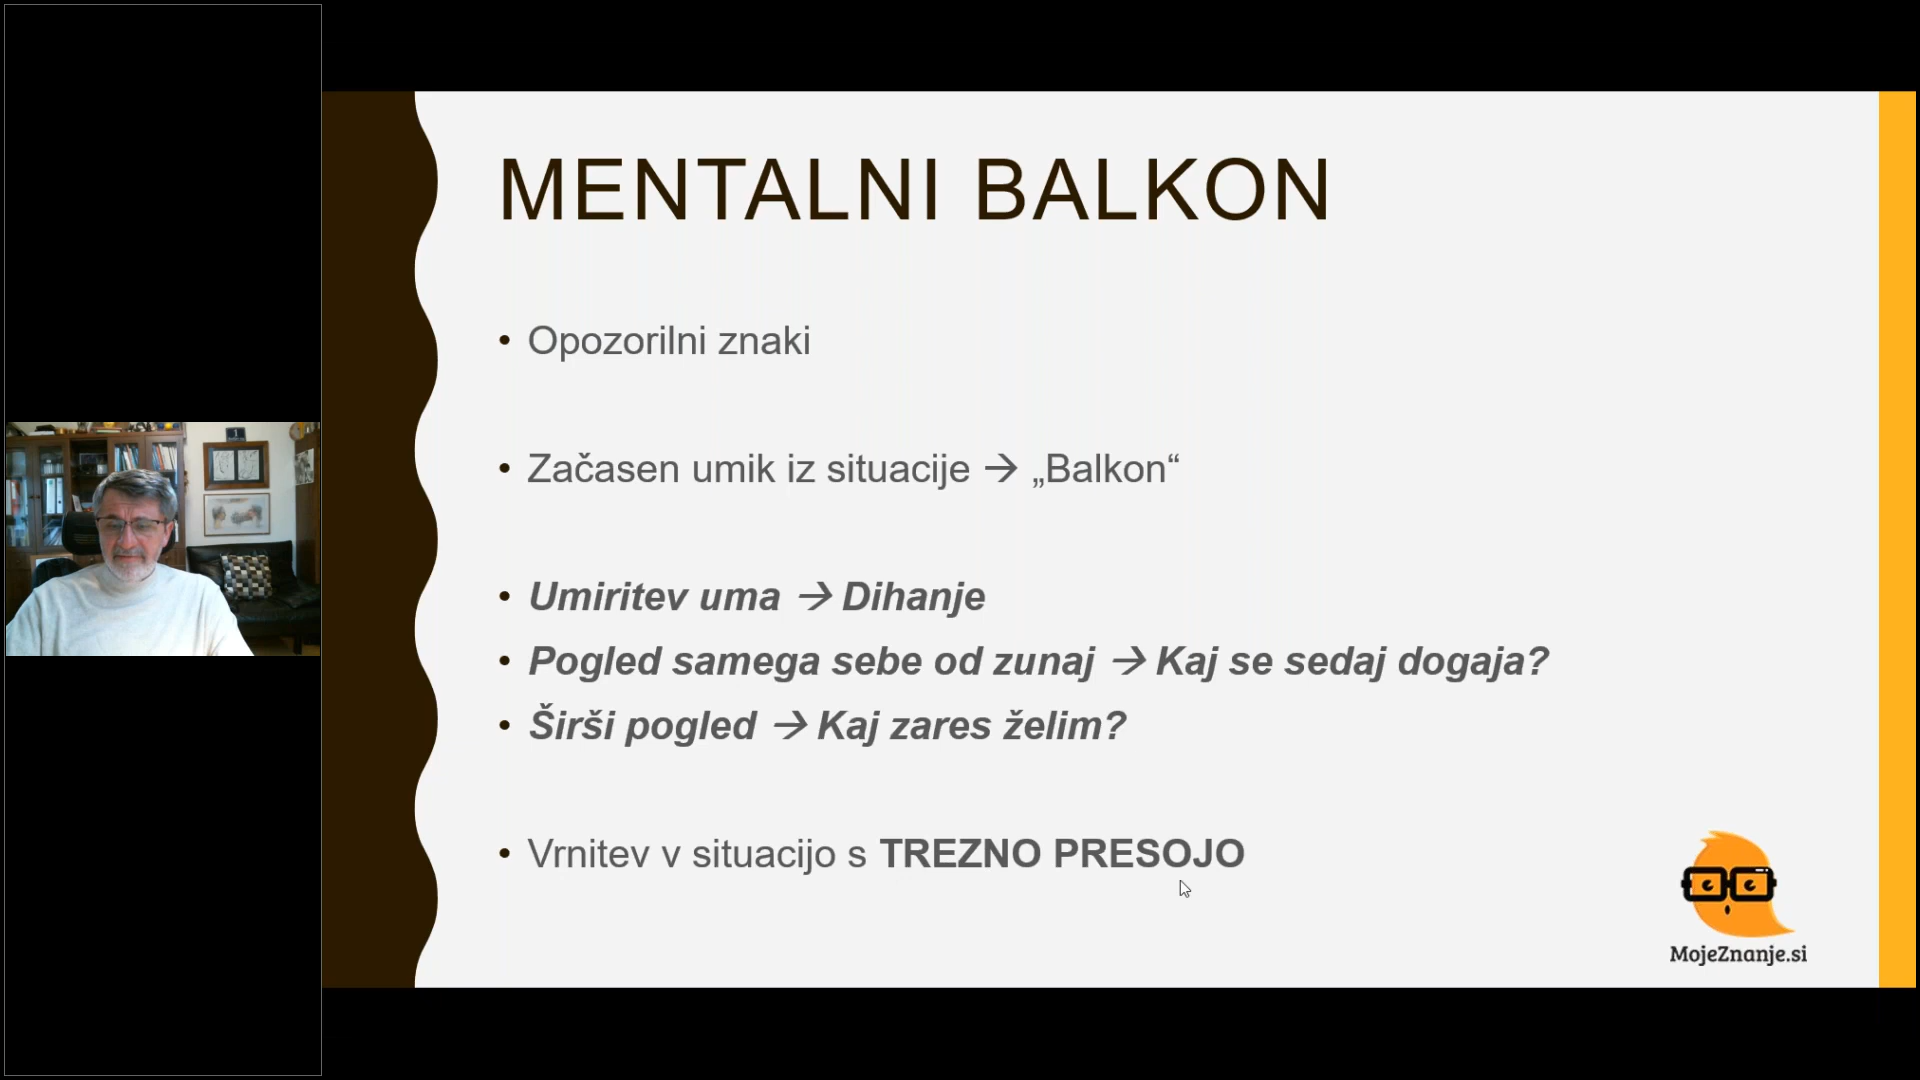 MENTALNI BALKON
• Opozorilni znaki
• Začasen umik iz situacije → „Balkon“
• Umiritev uma → Dihanje
• Pogled samega sebe od zunaj → Kaj se sedaj dogaja?
• Širši pogled → Kaj zares želim?
• Vrnitev v situacijo s TREZNO PRESOJO
MojeZnanje.si